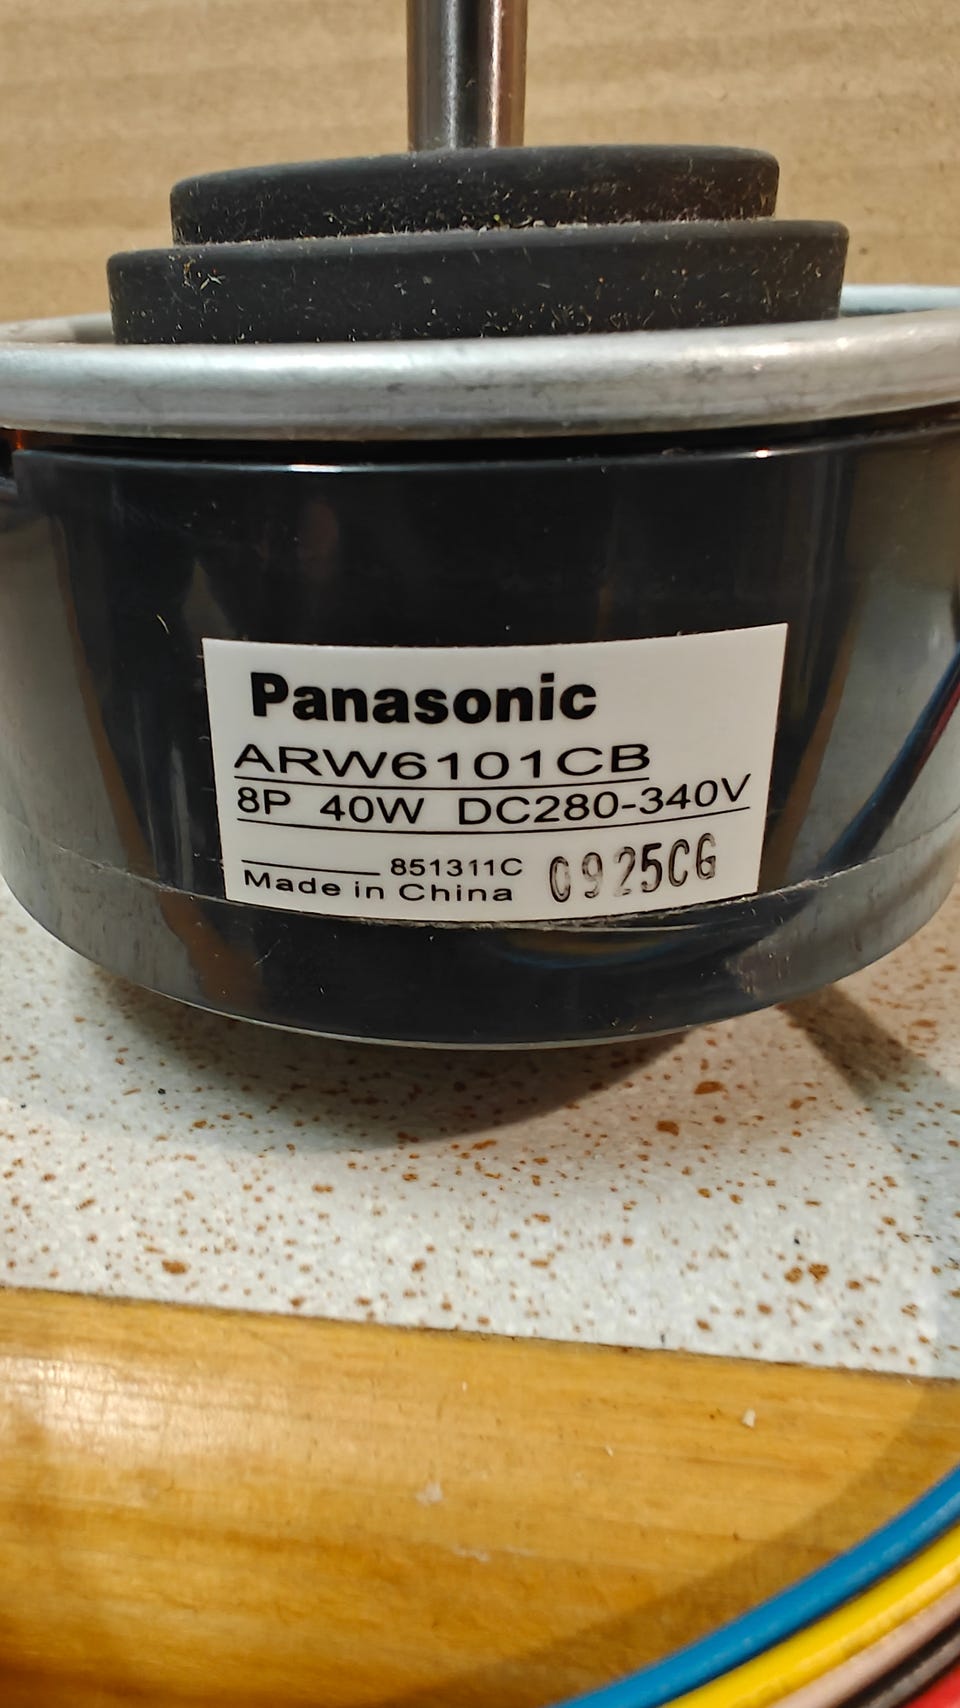 Panasonic
ARW6101CB
8P 40W DC280-340V
851311C 0925CG
Made in China